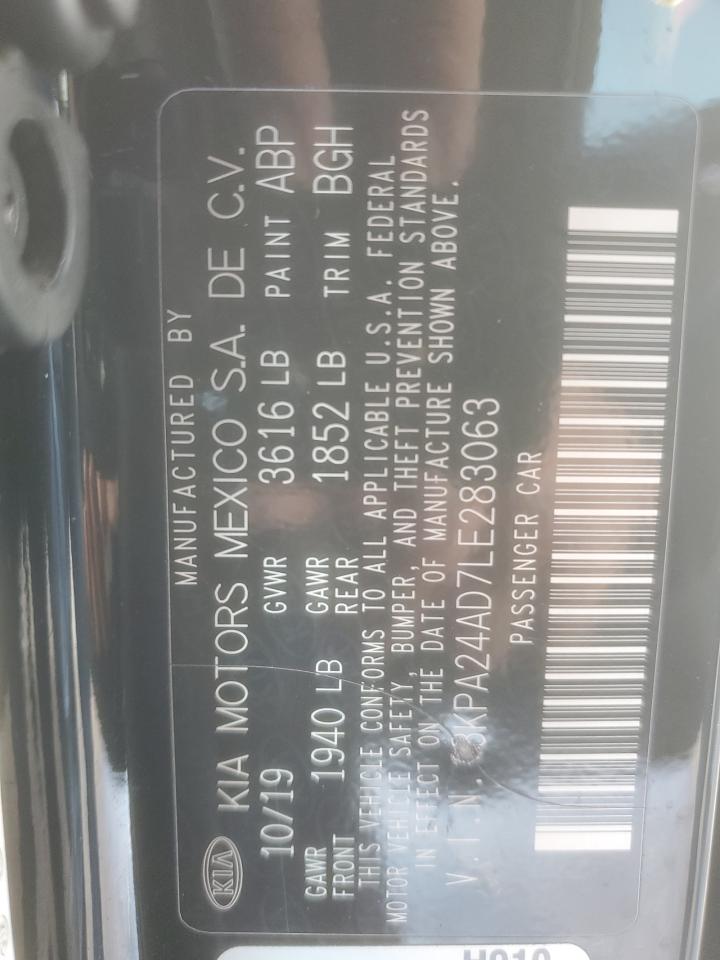 MANUFACTURED BY
KIA KIA MOTORS MEXICO S.A. DE C.V.
10/19 GVWR 3616 LB PAINT ABP
GAWR FRONT 1940 LB GAWR REAR 1852 LB TRIM BGH
THIS VEHICLE CONFORMS TO ALL APPLICABLE U.S.A. FEDERAL
MOTOR VEHICLE SAFETY, BUMPER, AND THEFT PREVENTION STANDARDS
IN EFFECT ON THE DATE OF MANUFACTURE SHOWN ABOVE.
V.I.N. 3KPA24AD7LE283063
PASSENGER CAR